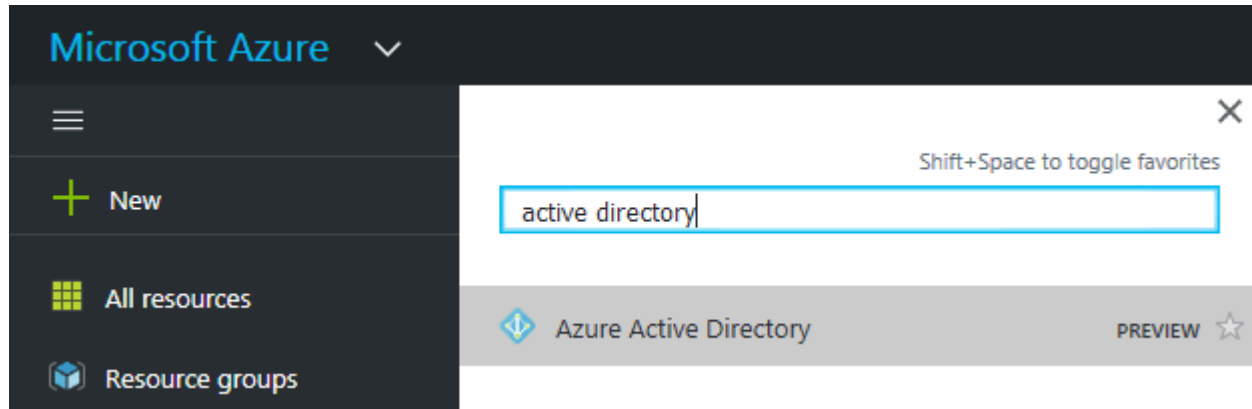 Microsoft Azure
New
All resources
Resource groups
Shift+Space to toggle favorites
active directory
Azure Active Directory PREVIEW